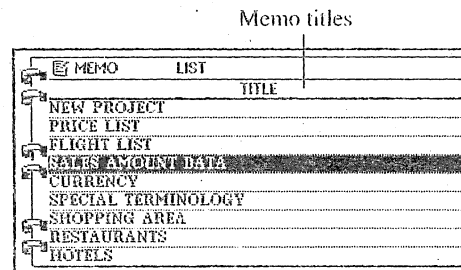 Memo titles
MEMO LIST
TITLE
NEW PROJECT
PRICE LIST
FLIGHT LIST
SALES AMOUNT DATA
CURRENCY
SPECIAL TERMINOLOGY
SHOPPING AREA
RESTAURANTS
HOTELS